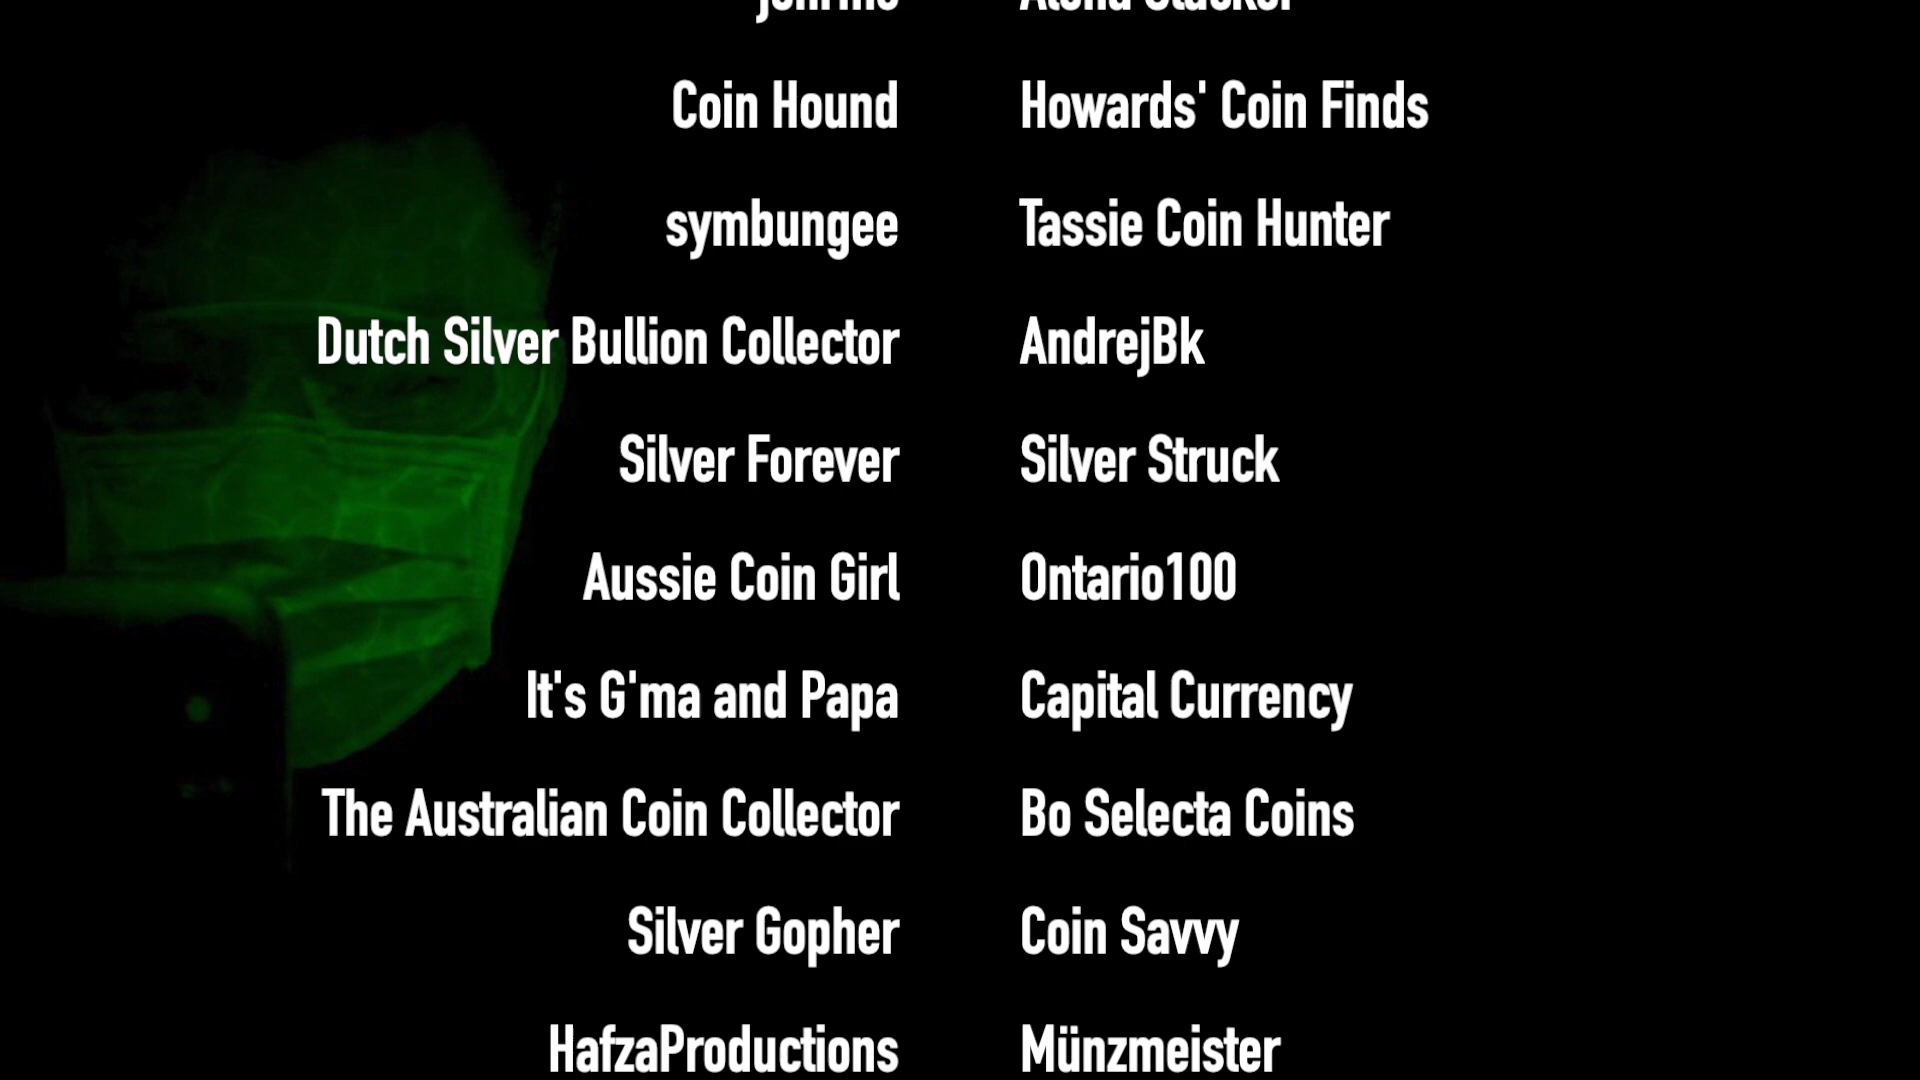 Coin Hound Howards' Coin Finds
symbungee Tassie Coin Hunter
Dutch Silver Bullion Collector AndrejBk
Silver Forever Silver Struck
Aussie Coin Girl Ontario100
It's G'ma and Papa Capital Currency
The Australian Coin Collector Bo Selecta Coins
Silver Gopher Coin Savvy
HafzaProductions Münzmeister